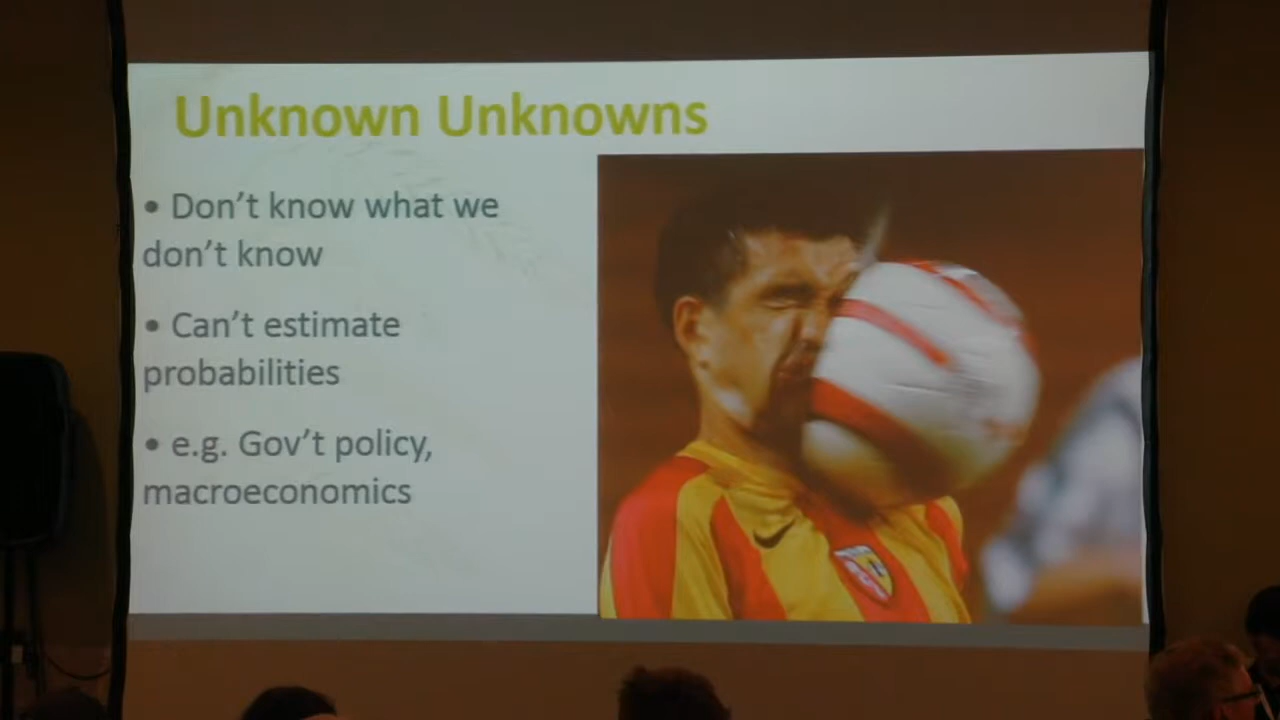 Unknown Unknowns
• Don't know what we
don't know
• Can't estimate
probabilities
• e.g. Gov't policy,
macroeconomics